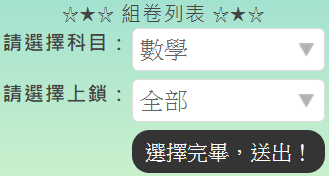 ☆★☆ 組卷列表 ☆★☆
請選擇科目： 數學
請選擇上鎖： 全部
選擇完畢，送出！